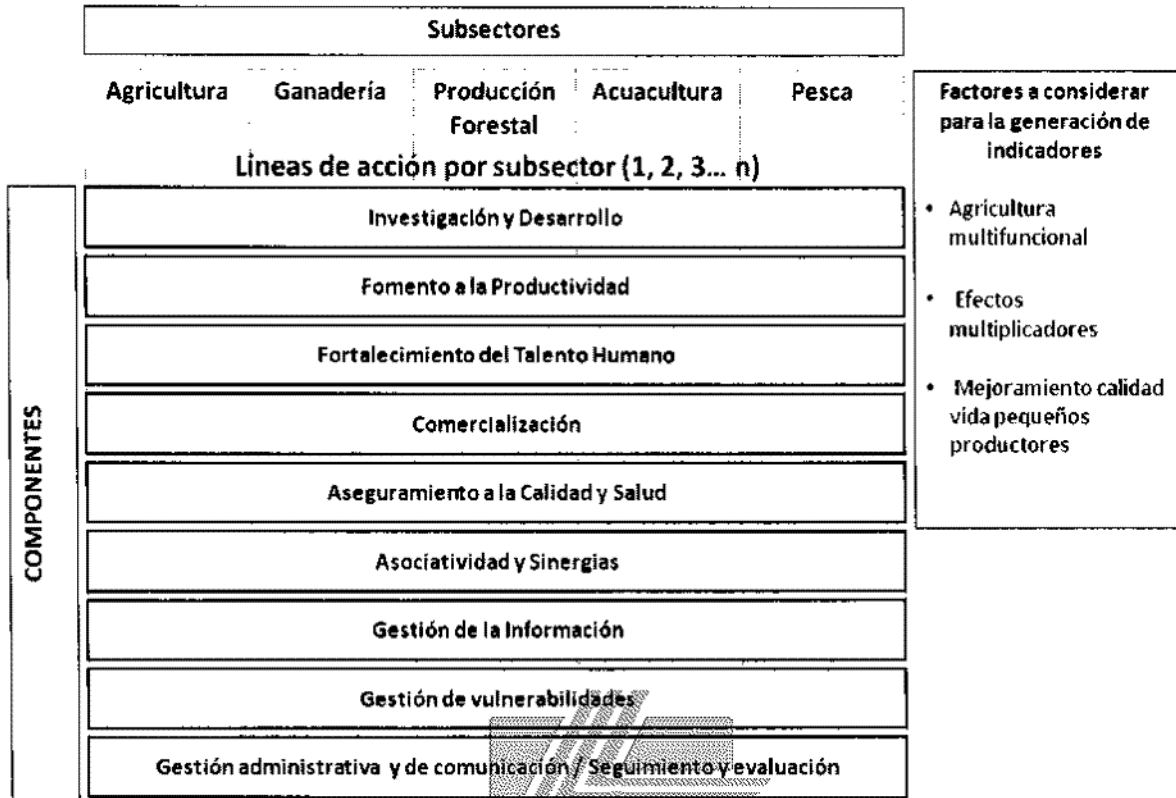 Subsectores
Agricultura
Ganadería
Producción
Forestal
Acuacultura
Pesca
Líneas de acción por subsector (1, 2, 3... n)
COMPONENTES
Investigación y Desarrollo
Fomento a la Productividad
Fortalecimiento del Talento Humano
Comercialización
Aseguramiento a la Calidad y Salud
Asociatividad y Sinergias
Gestión de la Información
Gestión de vulnerabilidades
Gestión administrativa y de comunicación / Seguimiento y evaluación
Factores a considerar
para la generación de
indicadores
• Agricultura
multifuncional
• Efectos
multiplicadores
• Mejoramiento calidad
vida pequeños
productores